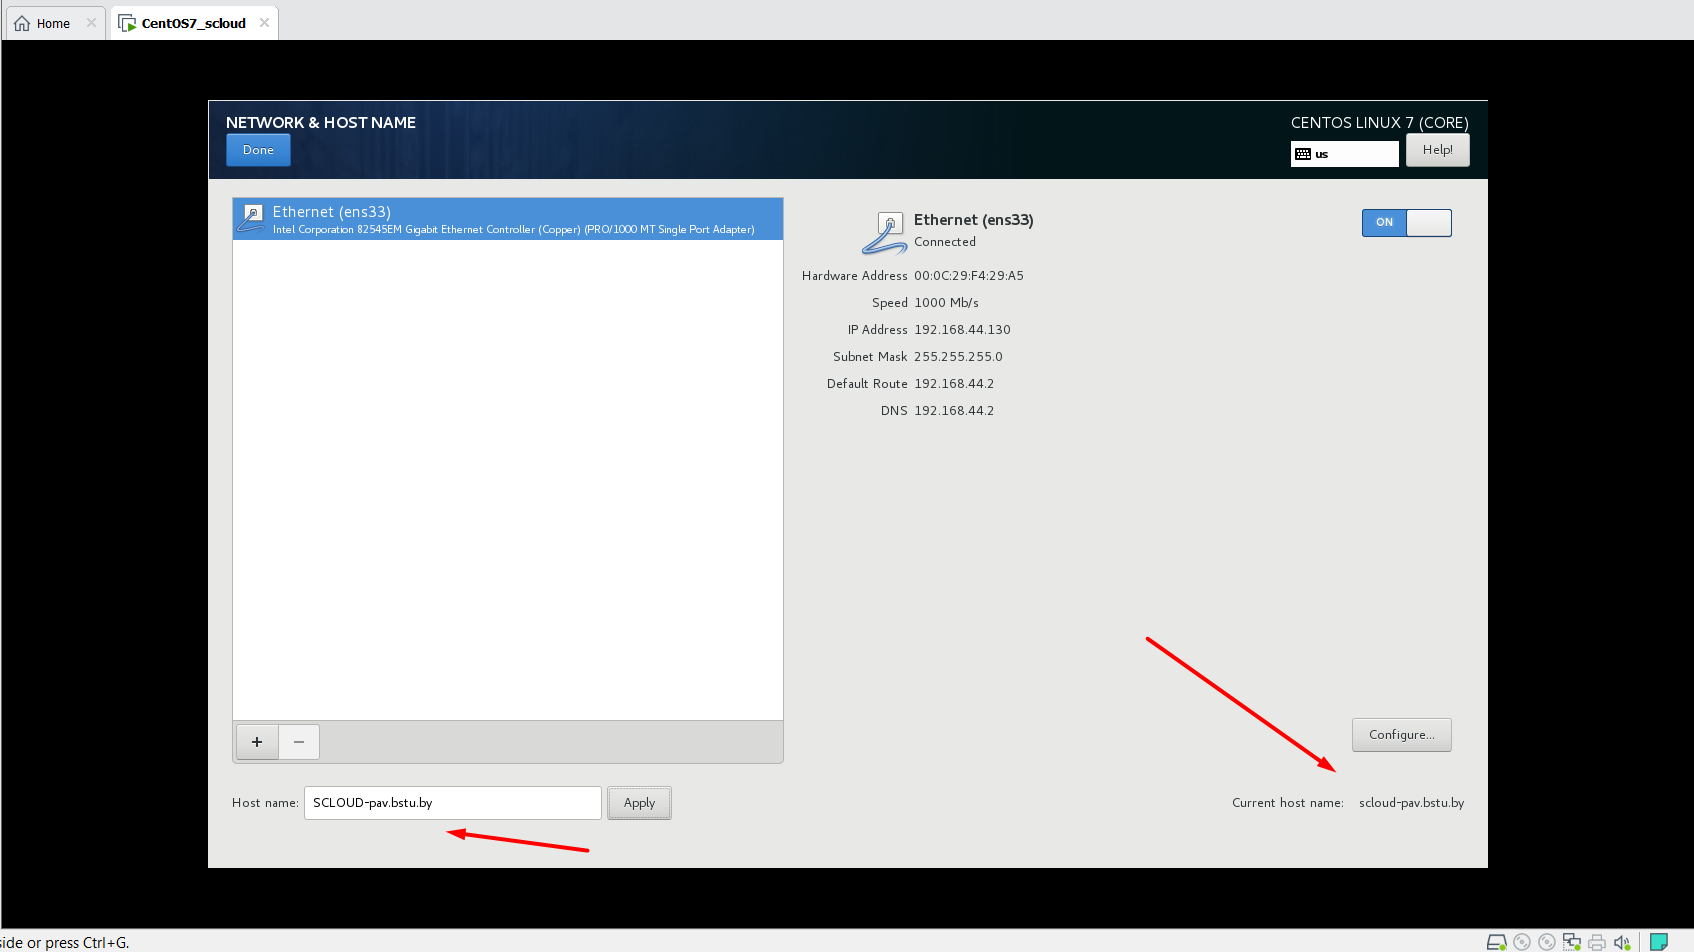 Home
CentOS7_scloud
NETWORK & HOST NAME
CENTOS LINUX 7 (CORE)
Done
us
Help!
Ethernet (ens33)
Intel Corporation 82545EM Gigabit Ethernet Controller (Copper) (PRO/1000 MT Single Port Adapter)
Ethernet (ens33)
Connected
ON
Hardware Address 00:0C:29:F4:29:A5
Speed 1000 Mb/s
IP Address 192.168.44.130
Subnet Mask 255.255.255.0
Default Route 192.168.44.2
DNS 192.168.44.2
+ −
Configure...
Host name: SCLOUD-pav.bstu.by Apply
Current host name: scloud-pav.bstu.by
side or press Ctrl+G.